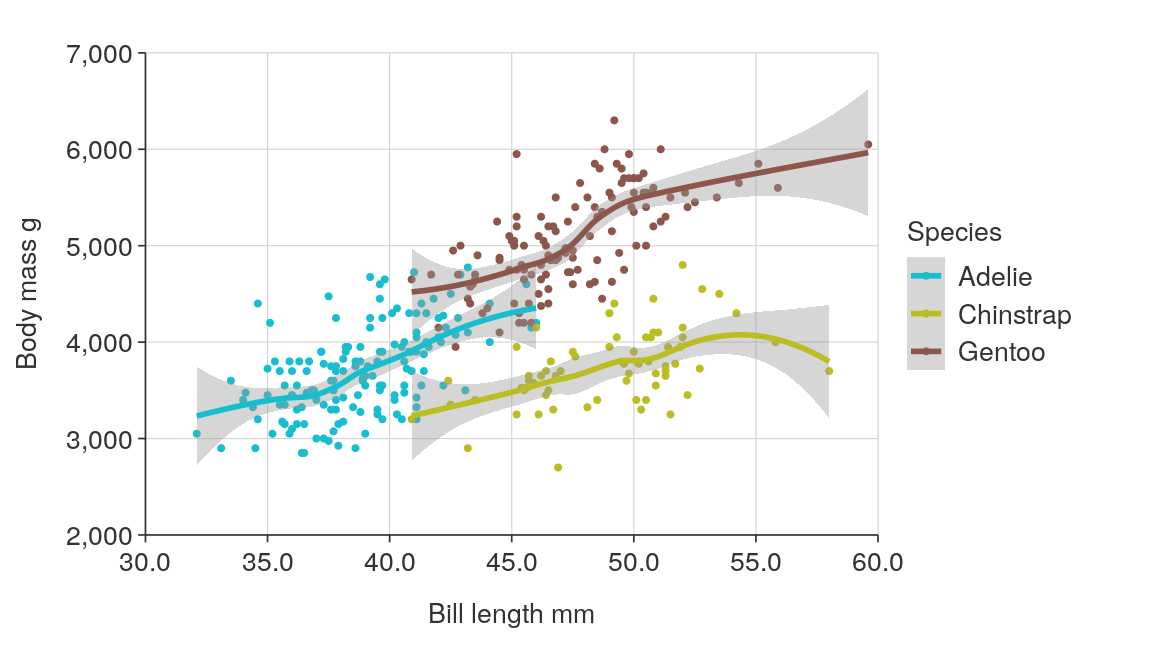 7,000
6,000
5,000
4,000
3,000
2,000
30.0 35.0 40.0 45.0 50.0 55.0 60.0
Body mass g
Bill length mm
Species
Adelie
Chinstrap
Gentoo